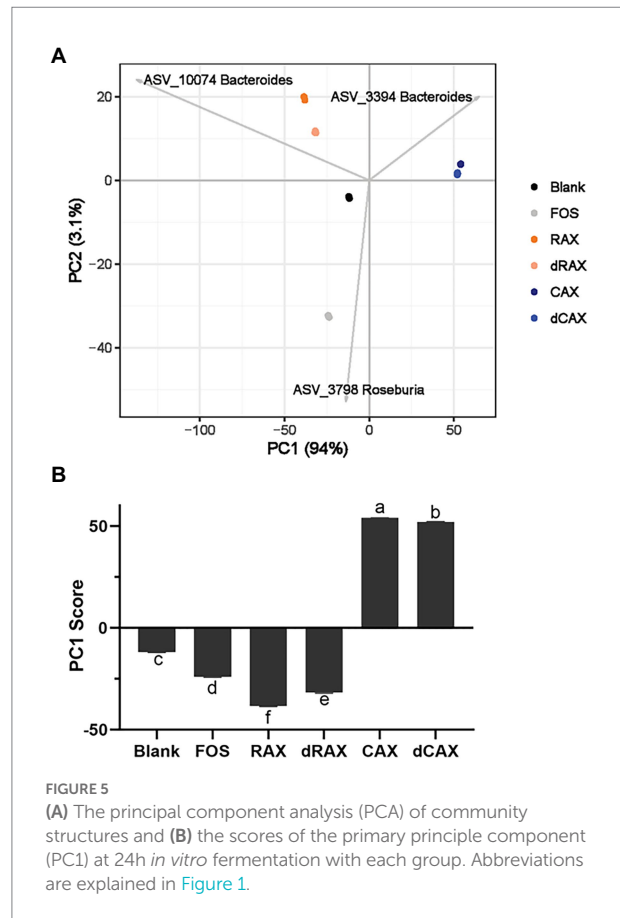 A
ASV_10074 Bacteroides
ASV_3394 Bacteroides
ASV_3798 Roseburia
20
0
−20
−40
PC2 (3.1%)
−100
−50
0
50
PC1 (94%)
Blank
FOS
RAX
dRAX
CAX
dCAX
B
50
0
-50
PC1 Score
c
d
f
e
a
b
Blank
FOS
RAX
dRAX
CAX
dCAX
FIGURE 5
(A) The principal component analysis (PCA) of community
structures and (B) the scores of the primary principle component
(PC1) at 24h in vitro fermentation with each group. Abbreviations
are explained in Figure 1.